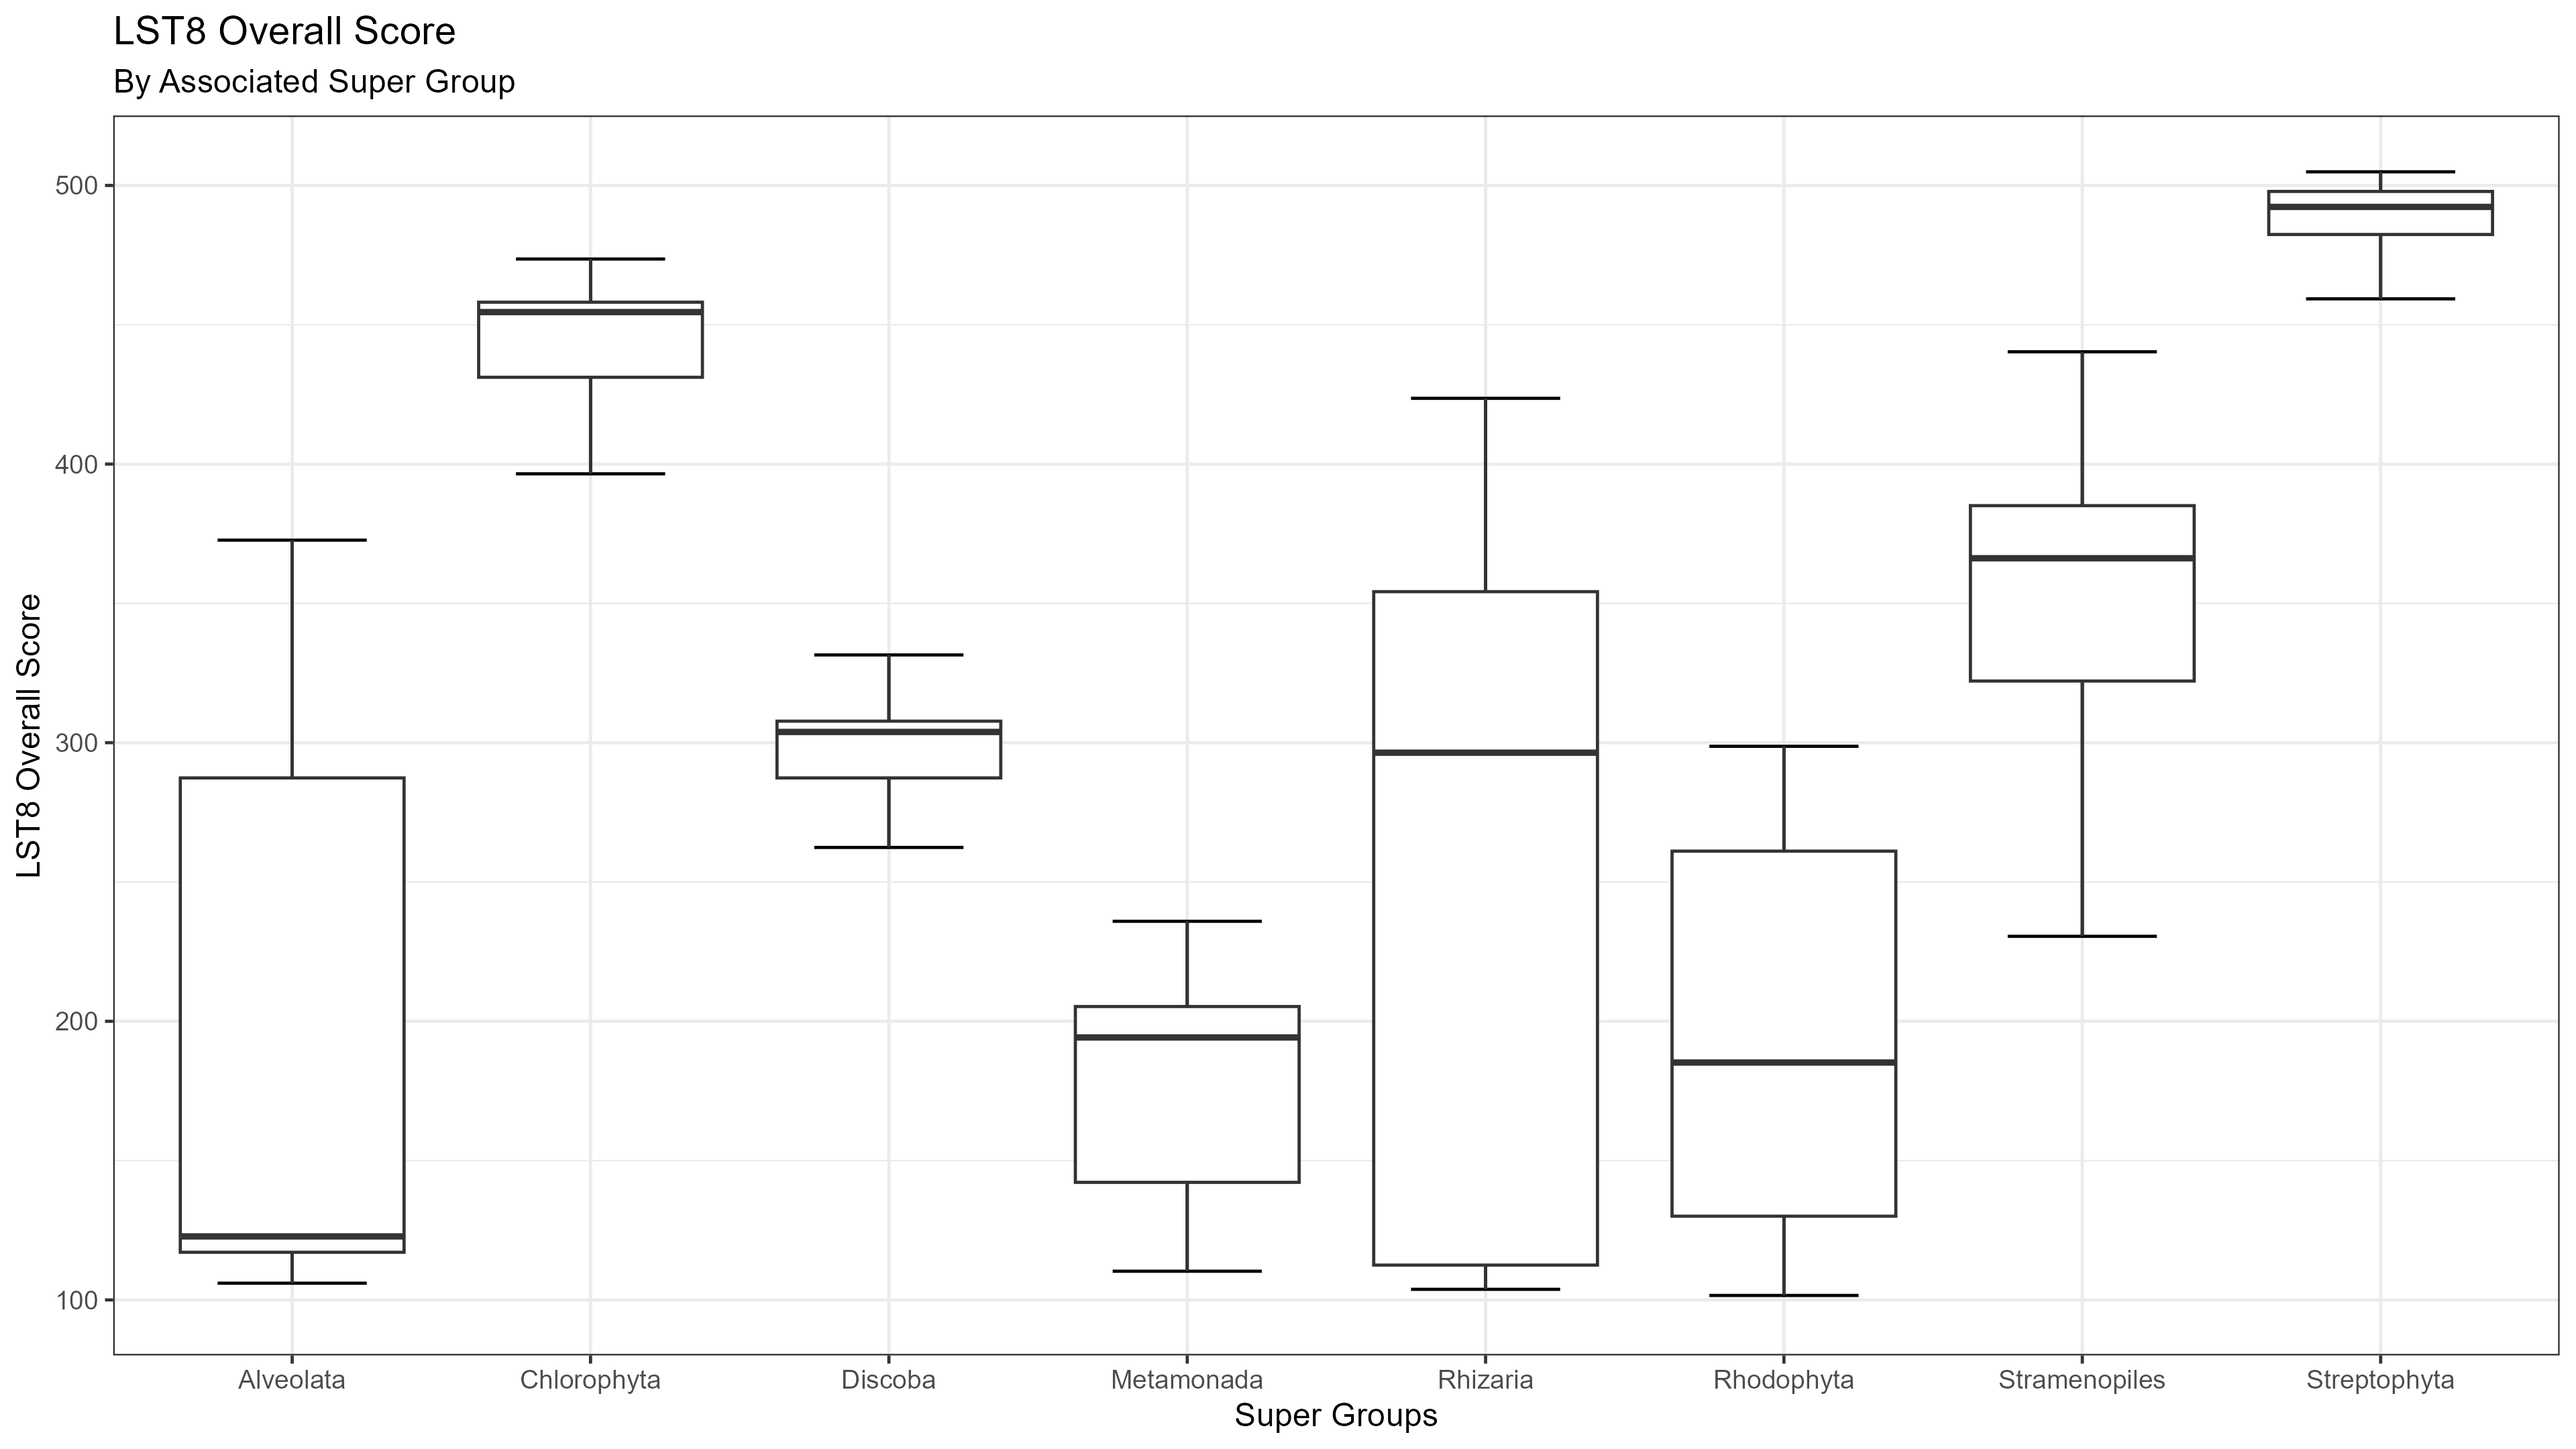 LST8 Overall Score
By Associated Super Group
LST8 Overall Score
500
400
300
200
100
Alveolata
Chlorophyta
Discoba
Metamonada
Rhizaria
Rhodophyta
Stramenopiles
Streptophyta
Super Groups